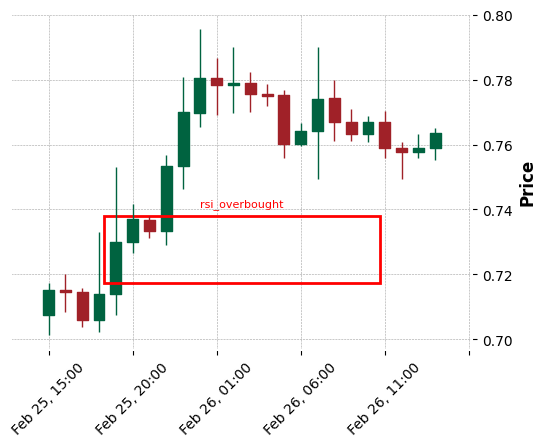 0.80
0.78
0.76
0.74
0.72
0.70
Price
rsi_overbought
Feb 25, 15:00
Feb 25, 20:00
Feb 26, 01:00
Feb 26, 06:00
Feb 26, 11:00